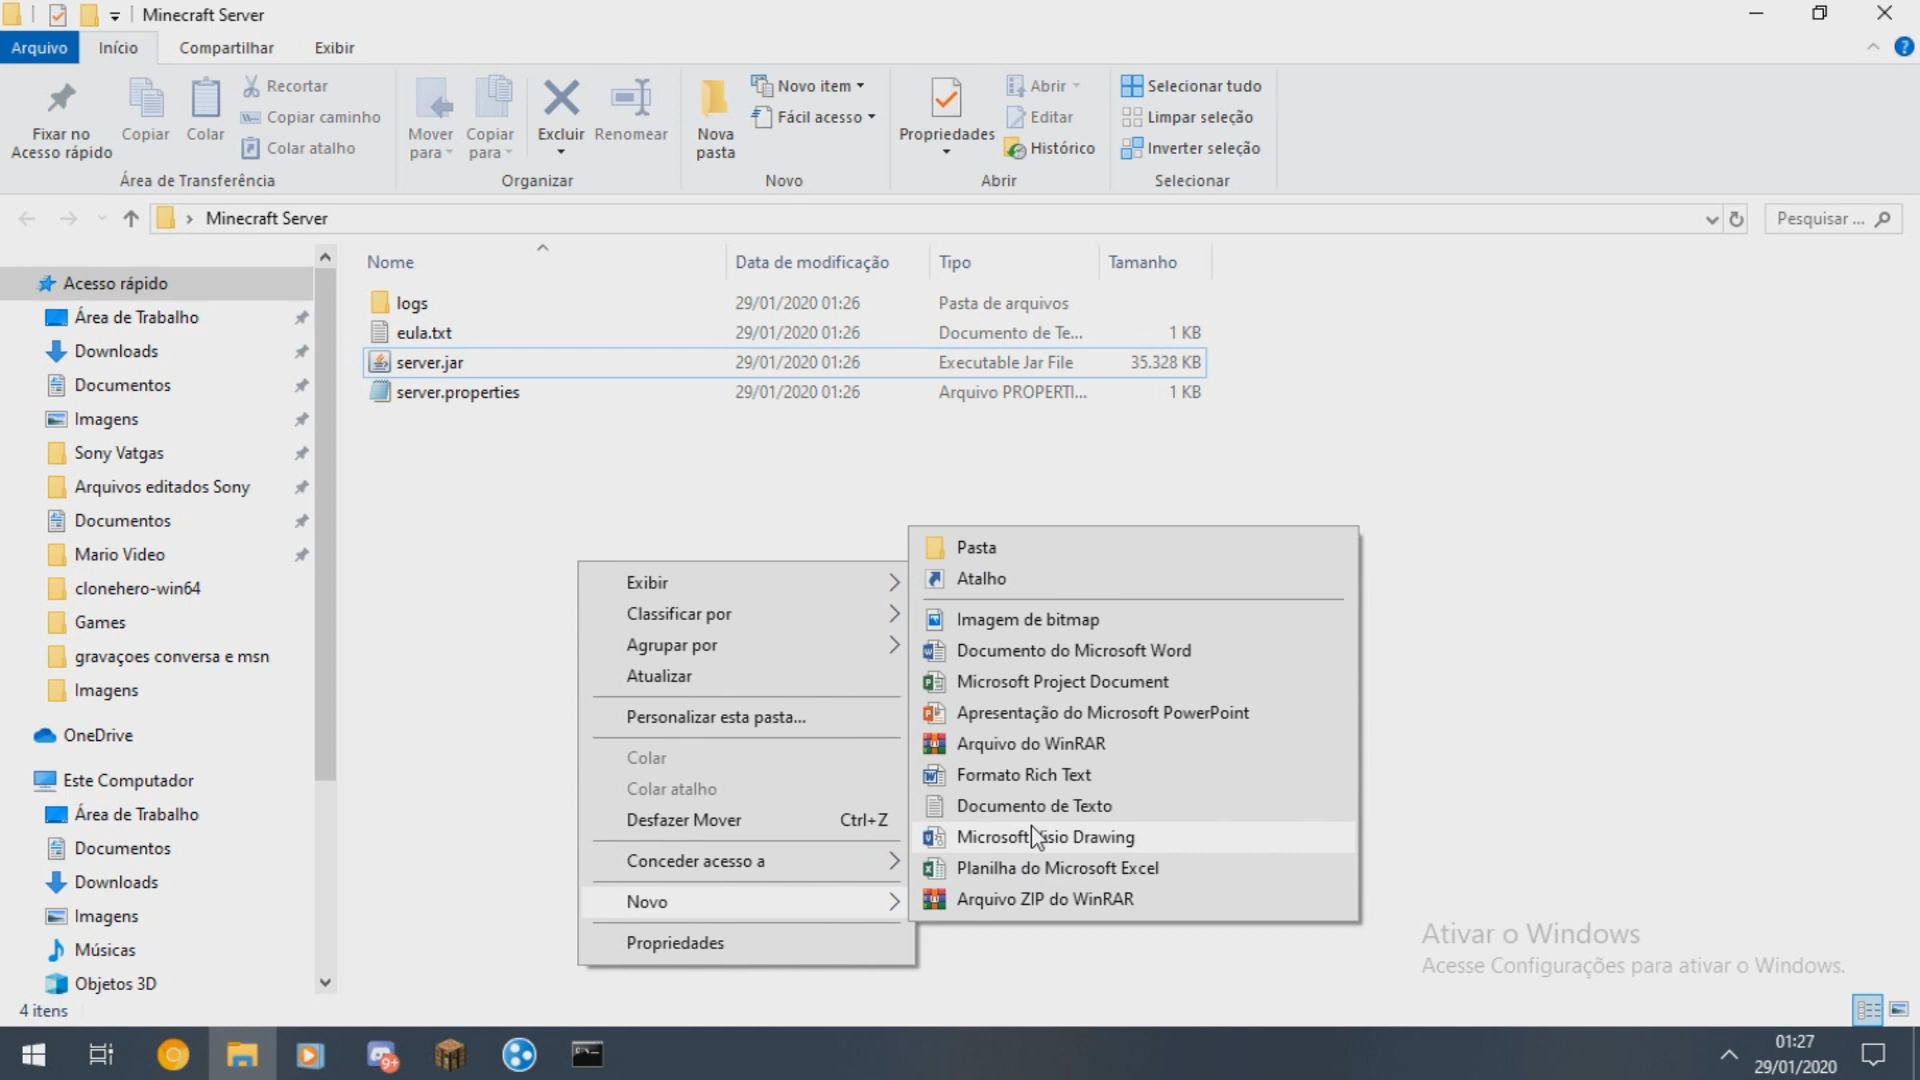 Minecraft Server
Arquivo Início Compartilhar Exibir
Fixar no
Acesso rápido
Copiar
Colar
Recortar
Copiar caminho
Colar atalho
Área de Transferência
Mover
para
Copiar
para
Excluir
Renomear
Organizar
Nova
pasta
Novo item
Fácil acesso
Novo
Propriedades
Abrir
Editar
Histórico
Abrir
Selecionar tudo
Limpar seleção
Inverter seleção
Selecionar
Minecraft Server
Pesquisar ...
Acesso rápido
Área de Trabalho
Downloads
Documentos
Imagens
Sony Vatgas
Arquivos editados Sony
Documentos
Mario Video
clonehero-win64
Games
gravaçoes conversa e msn
Imagens
OneDrive
Este Computador
Área de Trabalho
Documentos
Downloads
Imagens
Músicas
Objetos 3D
Nome Data de modificação Tipo Tamanho
logs 29/01/2020 01:26 Pasta de arquivos
eula.txt 29/01/2020 01:26 Documento de Te... 1 KB
server.jar 29/01/2020 01:26 Executable Jar File 35.328 KB
server.properties 29/01/2020 01:26 Arquivo PROPERTI... 1 KB
Exibir
Classificar por
Agrupar por
Atualizar
Personalizar esta pasta...
Colar
Colar atalho
Desfazer Mover Ctrl+Z
Conceder acesso a
Novo
Propriedades
Pasta
Atalho
Imagem de bitmap
Documento do Microsoft Word
Microsoft Project Document
Apresentação do Microsoft PowerPoint
Arquivo do WinRAR
Formato Rich Text
Documento de Texto
Microsoft Visio Drawing
Planilha do Microsoft Excel
Arquivo ZIP do WinRAR
Ativar o Windows
Acesse Configurações para ativar o Windows.
4 itens
9+
01:27
29/01/2020